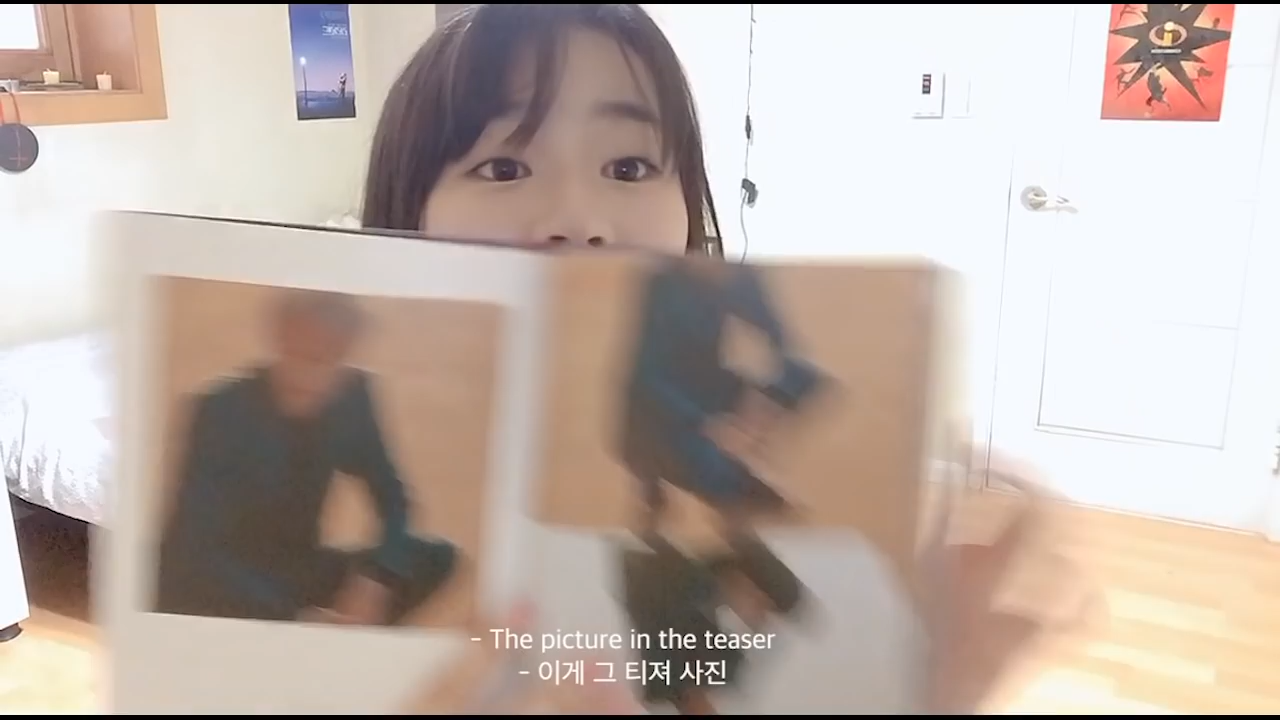 - The picture in the teaser
- 이게 그 티져 사진